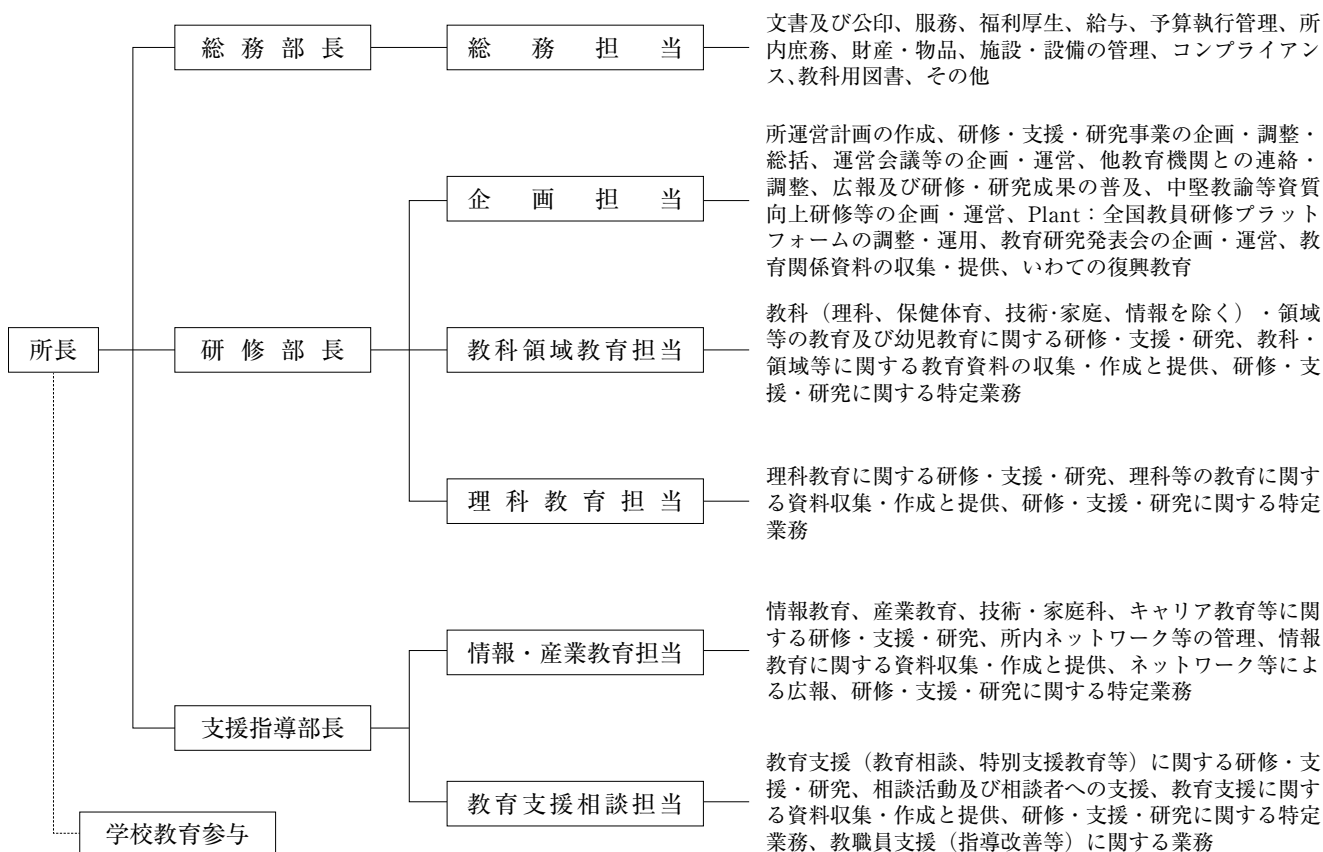 総務部長
総務担当
文書及び公印、服務、福利厚生、給与、予算執行管理、所
内庶務、財産・物品、施設・設備の管理、コンプライアン
ス、教科用図書、その他
企画担当
所運営計画の作成、研修・支援・研究事業の企画・調整・
総括、運営会議等の企画・運営、他教育機関との連絡・
調整、広報及び研修・研究成果の普及、中堅教諭等資質
向上研修等の企画・運営、Plant：全国教員研修プラット
フォームの調整・運用、教育研究発表会の企画・運営、教
育関係資料の収集・提供、いわての復興教育
所長
研修部長
教科領域教育担当
教科（理科、保健体育、技術・家庭、情報を除く）・領域
等の教育及び幼児教育に関する研修・支援・研究、教科・
領域等に関する教育資料の収集・作成と提供、研修・支
援・研究に関する特定業務
理科教育担当
理科教育に関する研修・支援・研究、理科等の教育に関す
る資料収集・作成と提供、研修・支援・研究に関する特定
業務
情報・産業教育担当
情報教育、産業教育、技術・家庭科、キャリア教育等に関
する研修・支援・研究、所内ネットワーク等の管理、情報
教育に関する資料収集・作成と提供、ネットワーク等によ
る広報、研修・支援・研究に関する特定業務
支援指導部長
教育支援相談担当
教育支援（教育相談、特別支援教育等）に関する研修・支
援・研究、相談活動及び相談者への支援、教育支援に関す
る資料収集・作成と提供、研修・支援・研究に関する特定
業務、教職員支援（指導改善等）に関する業務
学校教育参与